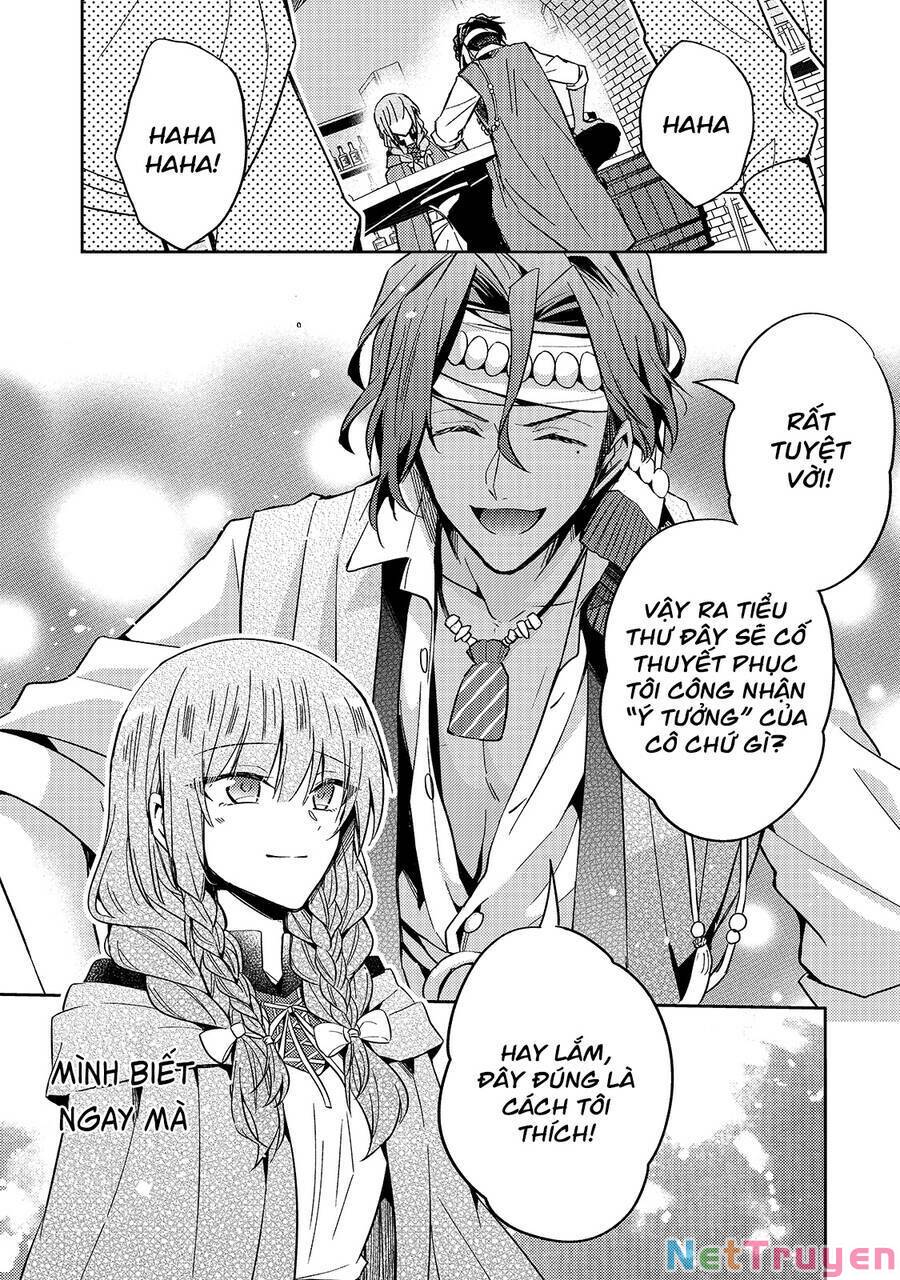 HAHA
HAHA
HAHA!
RẤT
TUYỆT
VỜI!
VẬY RA TIỂU
THƯ ĐÂY SẼ CỐ
THUYẾT PHỤC
TÔI CÔNG NHẬN
“Ý TƯỞNG” CỦA
CÔ CHỨ GÌ?
MÌNH BIẾT
NGAY MÀ
HAY LẮM,
ĐÂY ĐÚNG LÀ
CÁCH TÔI
THÍCH!
NetTruyen